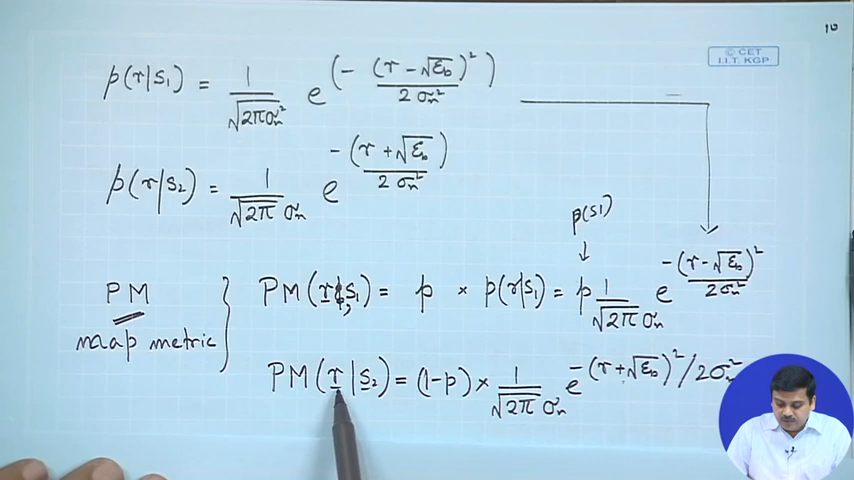 10
© CET
I.I.T. KGP
p(r|s₁) = 1/√(2πσₙ²) e^(-(r-√ℰb)²/2σₙ²)
p(r|s₂) = 1/(√2π σₙ) e^(-(r+√ℰb)/2σₙ²)
p(s1)
↓
PM
map metric
PM(r, s₁) = p × p(r|s₁) = p 1/(√2π σₙ) e^(-(r-√ℰb)²/2σₙ²)
PM(r|s₂) = (1-p) × 1/(√2π σₙ) e^(-(r+√ℰb)²/2σₙ²)